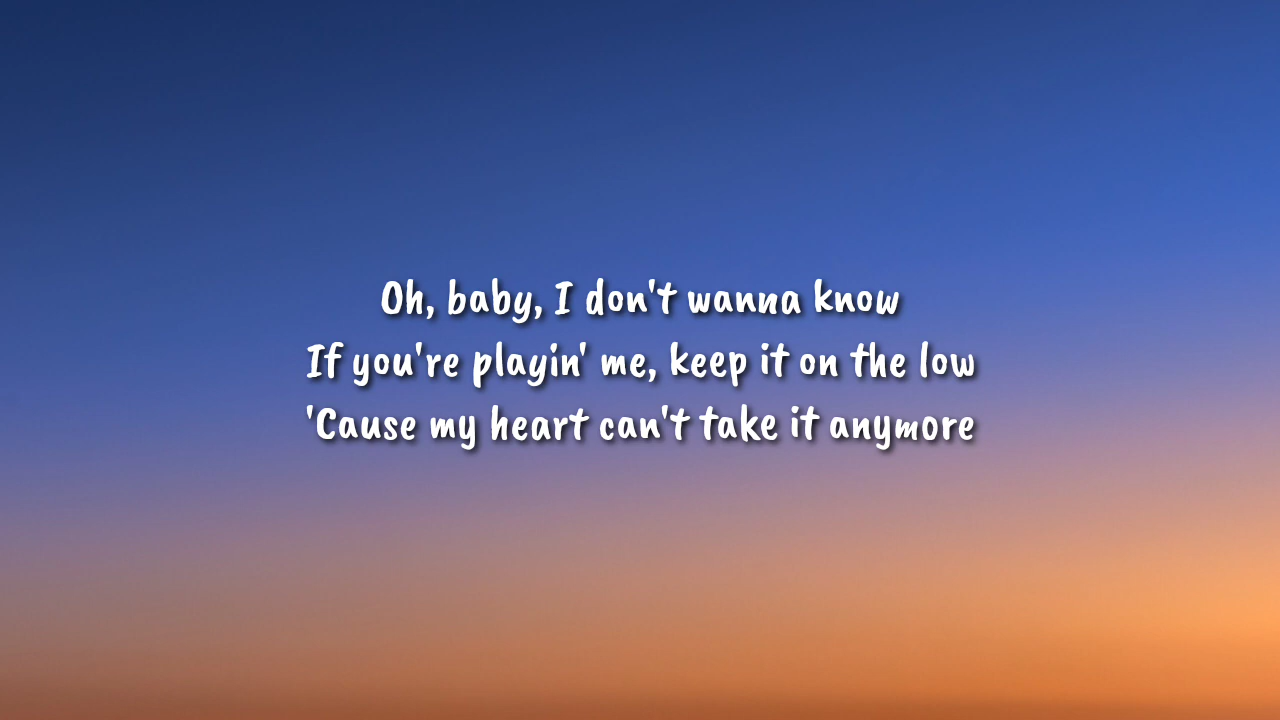 Oh, baby, I don't wanna know
If you're playin' me, keep it on the low
'Cause my heart can't take it anymore